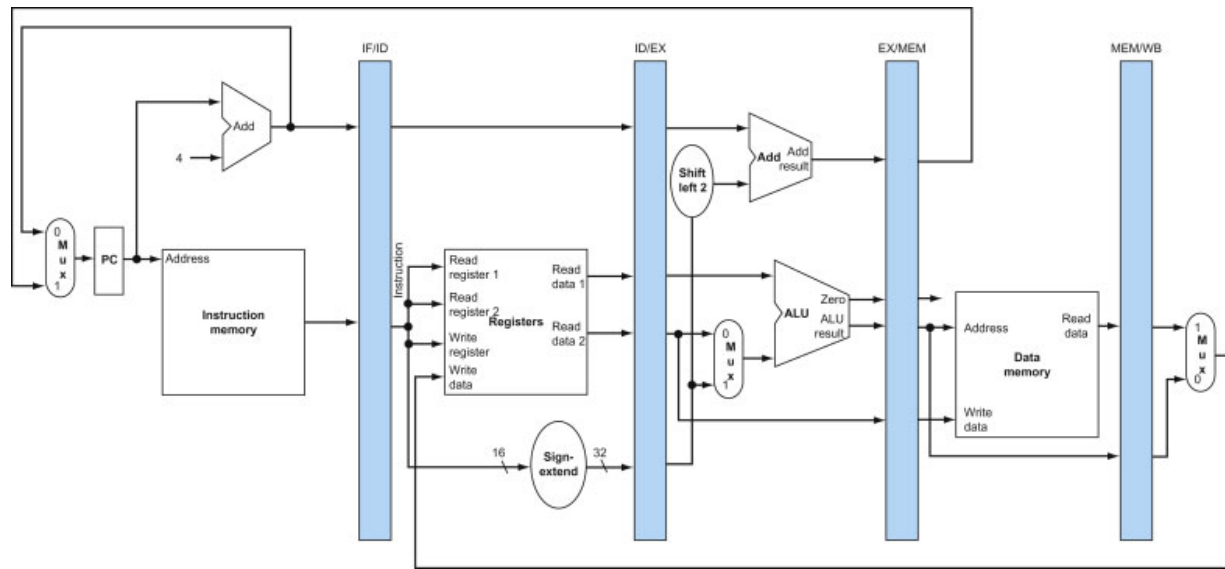 IF/ID
ID/EX
EX/MEM
MEM/WB
Add
4
Shift
left 2
Add
Add
result
0
M
u
x
1
PC
Address
Instruction
memory
Instruction
Read
register 1
Read
register 2
Registers
Write
register
Write
data
Read
data 1
Read
data 2
16
Sign-
extend
32
0
M
u
x
1
Zero
ALU
ALU
result
Address
Read
data
Data
memory
Write
data
1
M
u
x
0